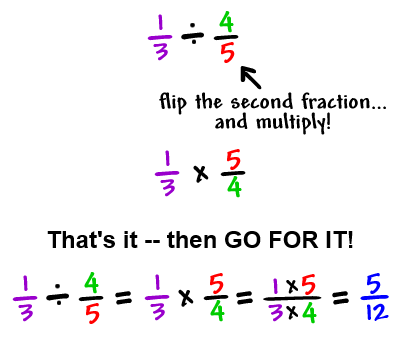 1/3 ÷ 4/5
flip the second fraction...
and multiply!
1/3 x 5/4
That's it -- then GO FOR IT!
1/3 ÷ 4/5 = 1/3 x 5/4 = 1x5/3x4 = 5/12